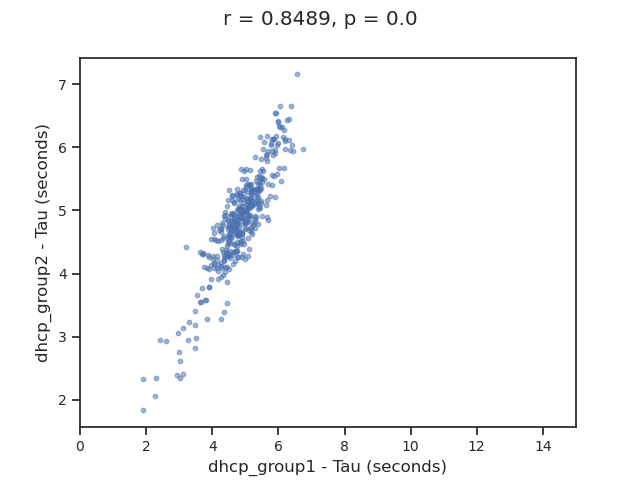 r = 0.8489, p = 0.0
7
6
5
4
3
2
dhcp_group2 - Tau (seconds)
0 2 4 6 8 10 12 14
dhcp_group1 - Tau (seconds)